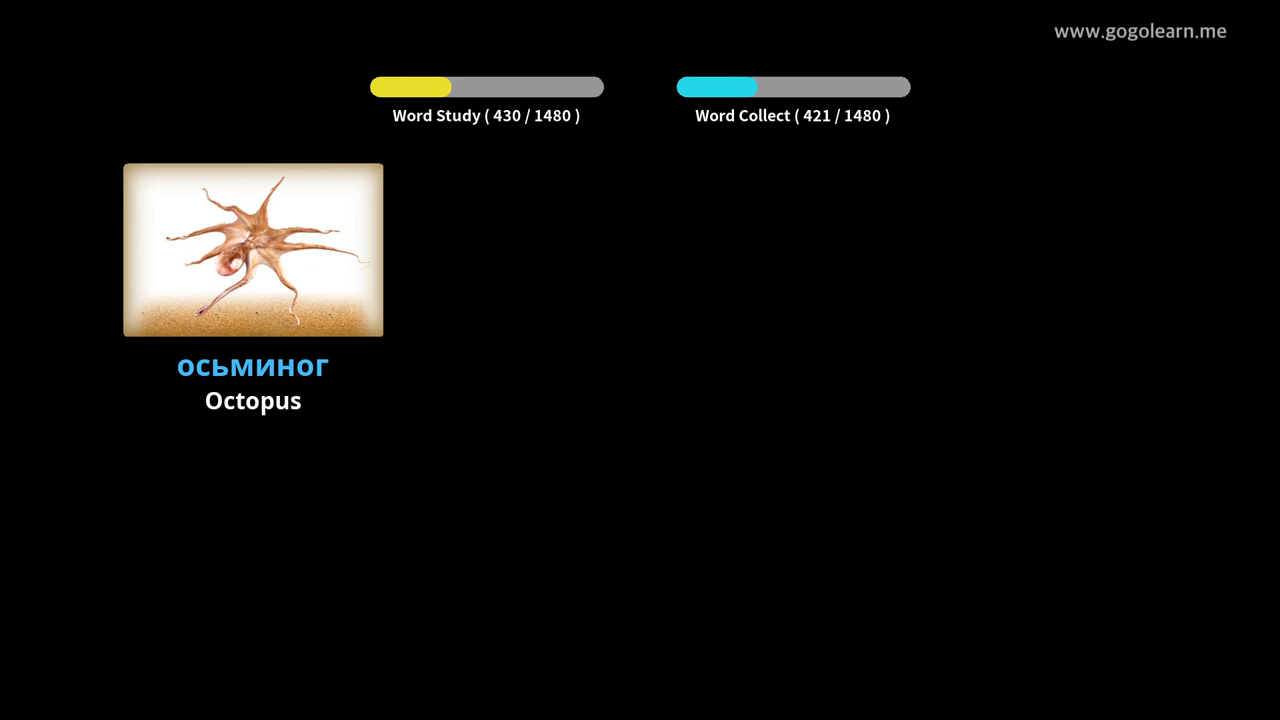 www.gogolearn.me
Word Study ( 430 / 1480 )
Word Collect ( 421 / 1480 )
осьминог
Octopus